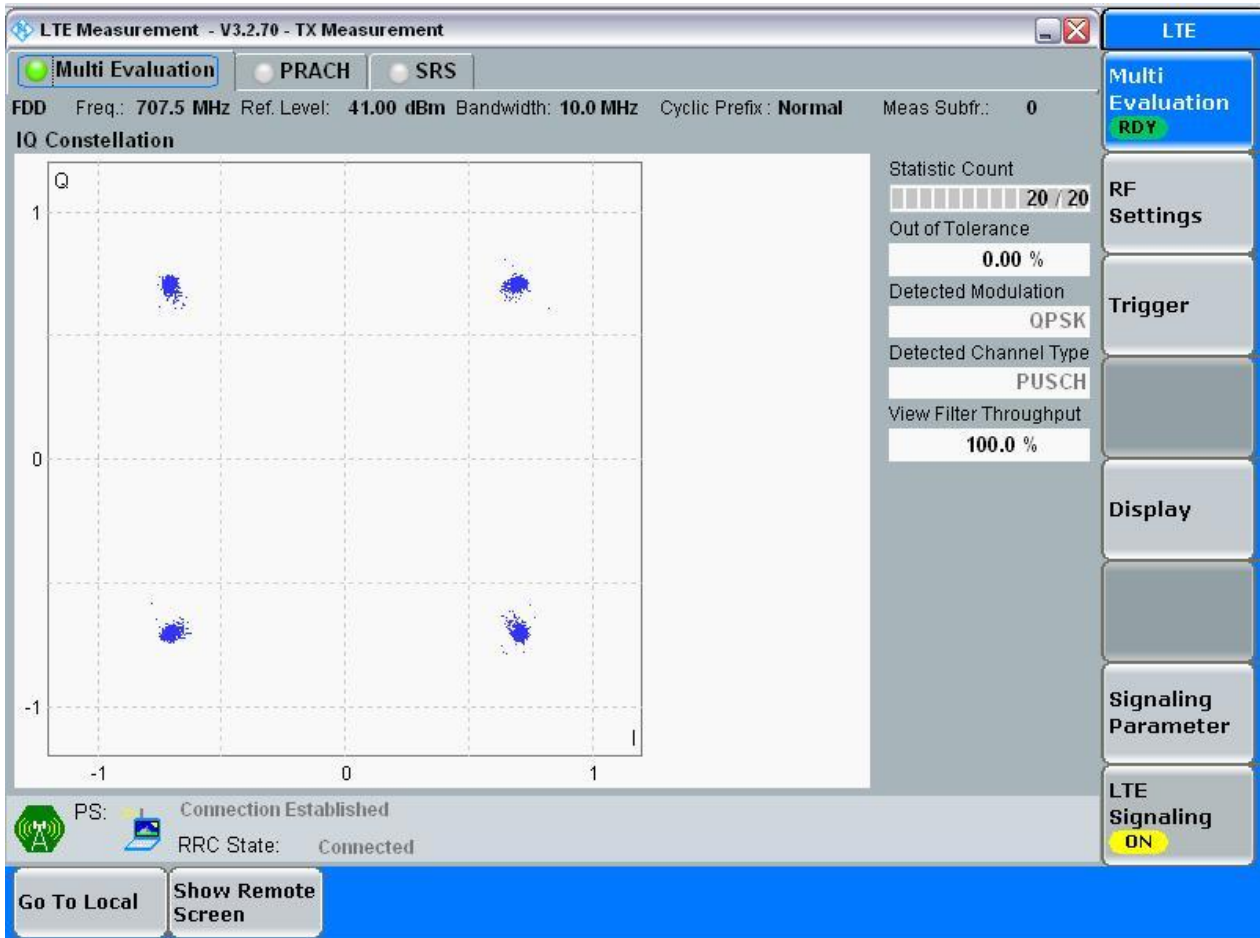 LTE Measurement - V3.2.70 - TX Measurement
LTE
Multi Evaluation PRACH SRS
Multi
Evaluation
RDY
FDD Freq.: 707.5 MHz Ref. Level: 41.00 dBm Bandwidth: 10.0 MHz Cyclic Prefix : Normal Meas Subfr.: 0
IQ Constellation
Q
1
0
-1
I
-1 0 1
Statistic Count
20 / 20
Out of Tolerance
0.00 %
Detected Modulation
QPSK
Detected Channel Type
PUSCH
View Filter Throughput
100.0 %
RF
Settings
Trigger
Display
Signaling
Parameter
LTE
Signaling
ON
PS: Connection Established
RRC State: Connected
Go To Local
Show Remote
Screen